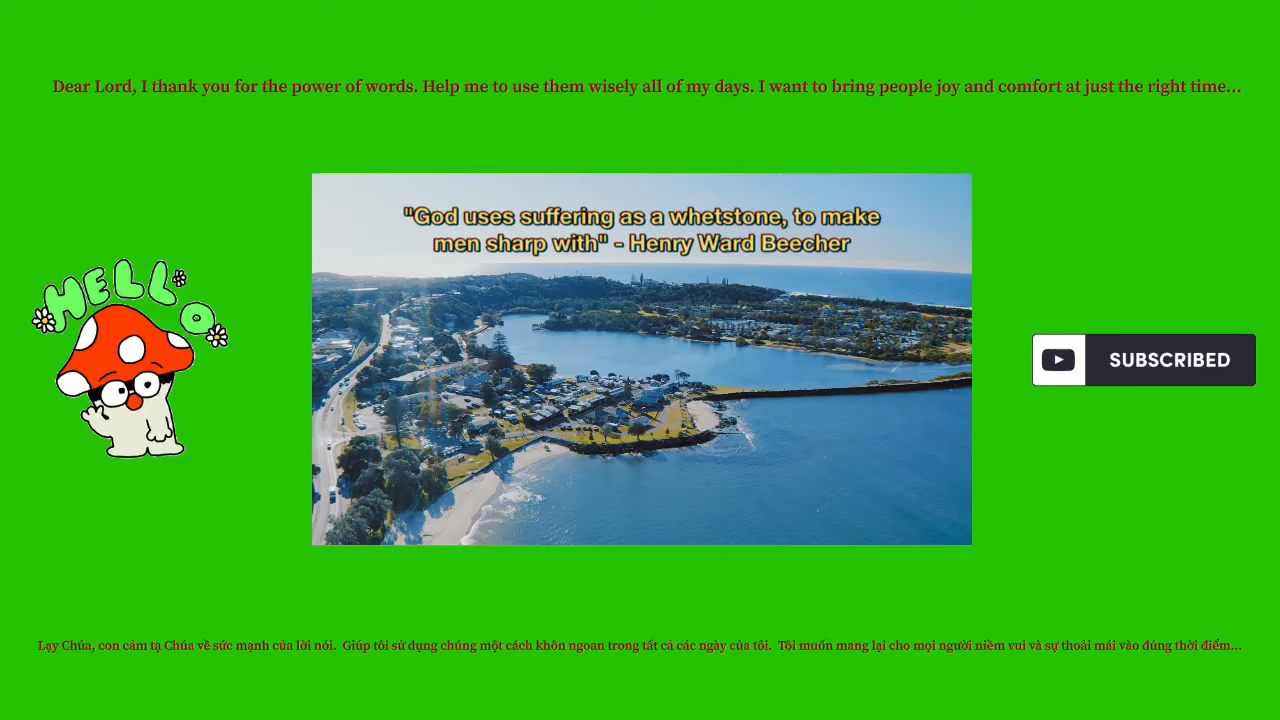 Dear Lord, I thank you for the power of words. Help me to use them wisely all of my days. I want to bring people joy and comfort at just the right time...
"God uses suffering as a whetstone, to make
men sharp with" - Henry Ward Beecher
HELLO
SUBSCRIBED
Lạy Chúa, con cảm tạ Chúa về sức mạnh của lời nói. Giúp tôi sử dụng chúng một cách khôn ngoan trong tất cả các ngày của tôi. Tôi muốn mang lại cho mọi người niềm vui và sự thoải mái vào đúng thời điểm...